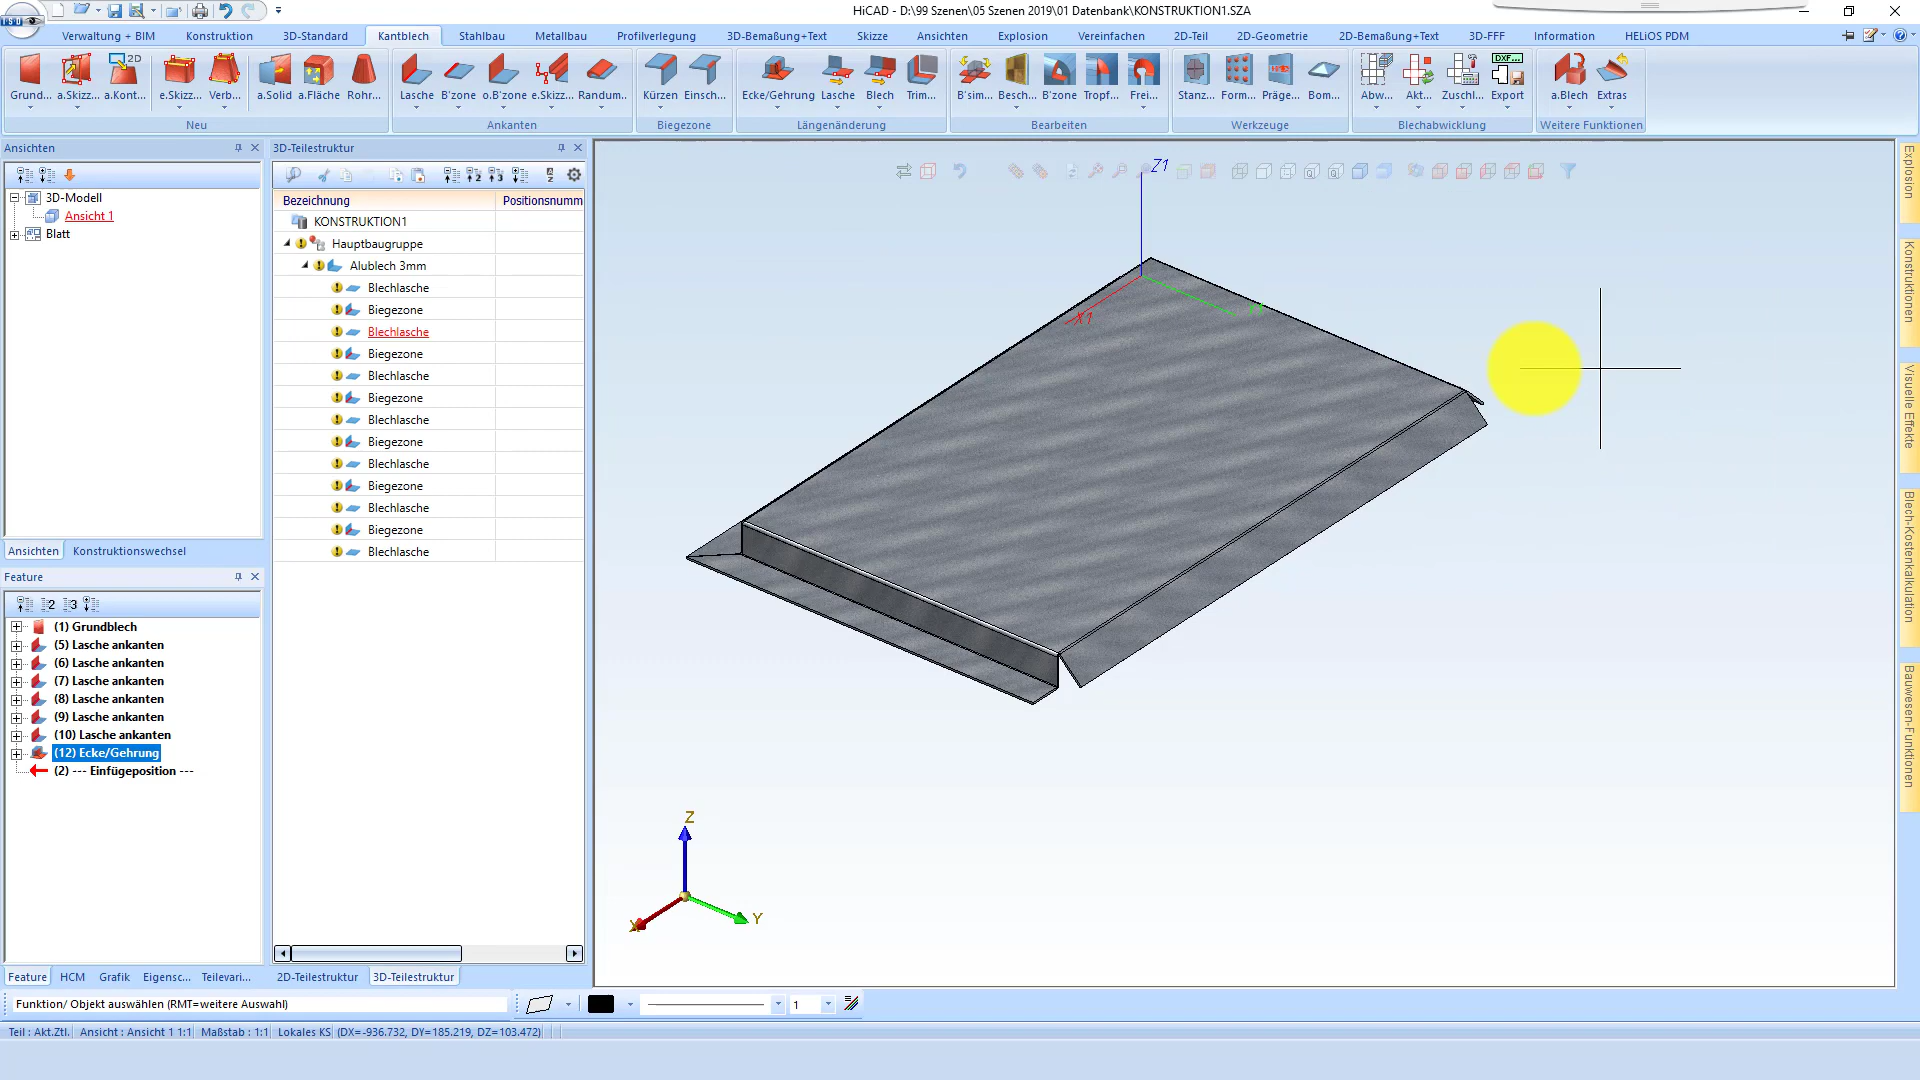 HiCAD - D:\99 Szenen\05 Szenen 2019\01 Datenbank\KONSTRUKTION1.SZA
ISD
Verwaltung + BIM Konstruktion 3D-Standard Kantblech Stahlbau Metallbau Profilverlegung 3D-Bemaßung+Text Skizze Ansichten Explosion Vereinfachen 2D-Teil 2D-Geometrie 2D-Bemaßung+Text 3D-FFF Information HELiOS PDM
2D DXF...
Grund... a.Skizz... a.Kont... e.Skizz... Verb... a.Solid a.Fläche Rohr... Lasche B'zone o.B'zone e.Skizz... Randum... Kürzen Einsch... Ecke/Gehrung Lasche Blech Trim... B'sim... Besch... B'zone Tropf... Frei... Stanz... Form... Präge... Bom... Abw... Akt... Zuschl... Export a.Blech Extras
Neu Ankanten Biegezone Längenänderung Bearbeiten Werkzeuge Blechabwicklung Weitere Funktionen
Ansichten
3D-Modell
Ansicht 1
Blatt
Ansichten Konstruktionswechsel
Feature
2 3
(1) Grundblech
(5) Lasche ankanten
(6) Lasche ankanten
(7) Lasche ankanten
(8) Lasche ankanten
(9) Lasche ankanten
(10) Lasche ankanten
(12) Ecke/Gehrung
(2) --- Einfügeposition ---
Feature HCM Grafik Eigensc... Teilevari...
3D-Teilestruktur
Bezeichnung Positionsnumm
KONSTRUKTION1
Hauptbaugruppe
Alublech 3mm
Blechlasche
Biegezone
Blechlasche
Biegezone
Blechlasche
Biegezone
Blechlasche
Biegezone
Blechlasche
Biegezone
Blechlasche
Biegezone
Blechlasche
2D-Teilestruktur 3D-Teilestruktur
Z1
X1
Z
X
Y
Explosion
Konstruktionen
Visuelle Effekte
Blech-Kostenkalkulation
Bauwesen-Funktionen
Funktion/ Objekt auswählen (RMT=weitere Auswahl)
1
Teil : Akt.Ztl. Ansicht : Ansicht 1 1:1 Maßstab : 1:1 Lokales KS (DX=-936.732, DY=185.219, DZ=103.472)